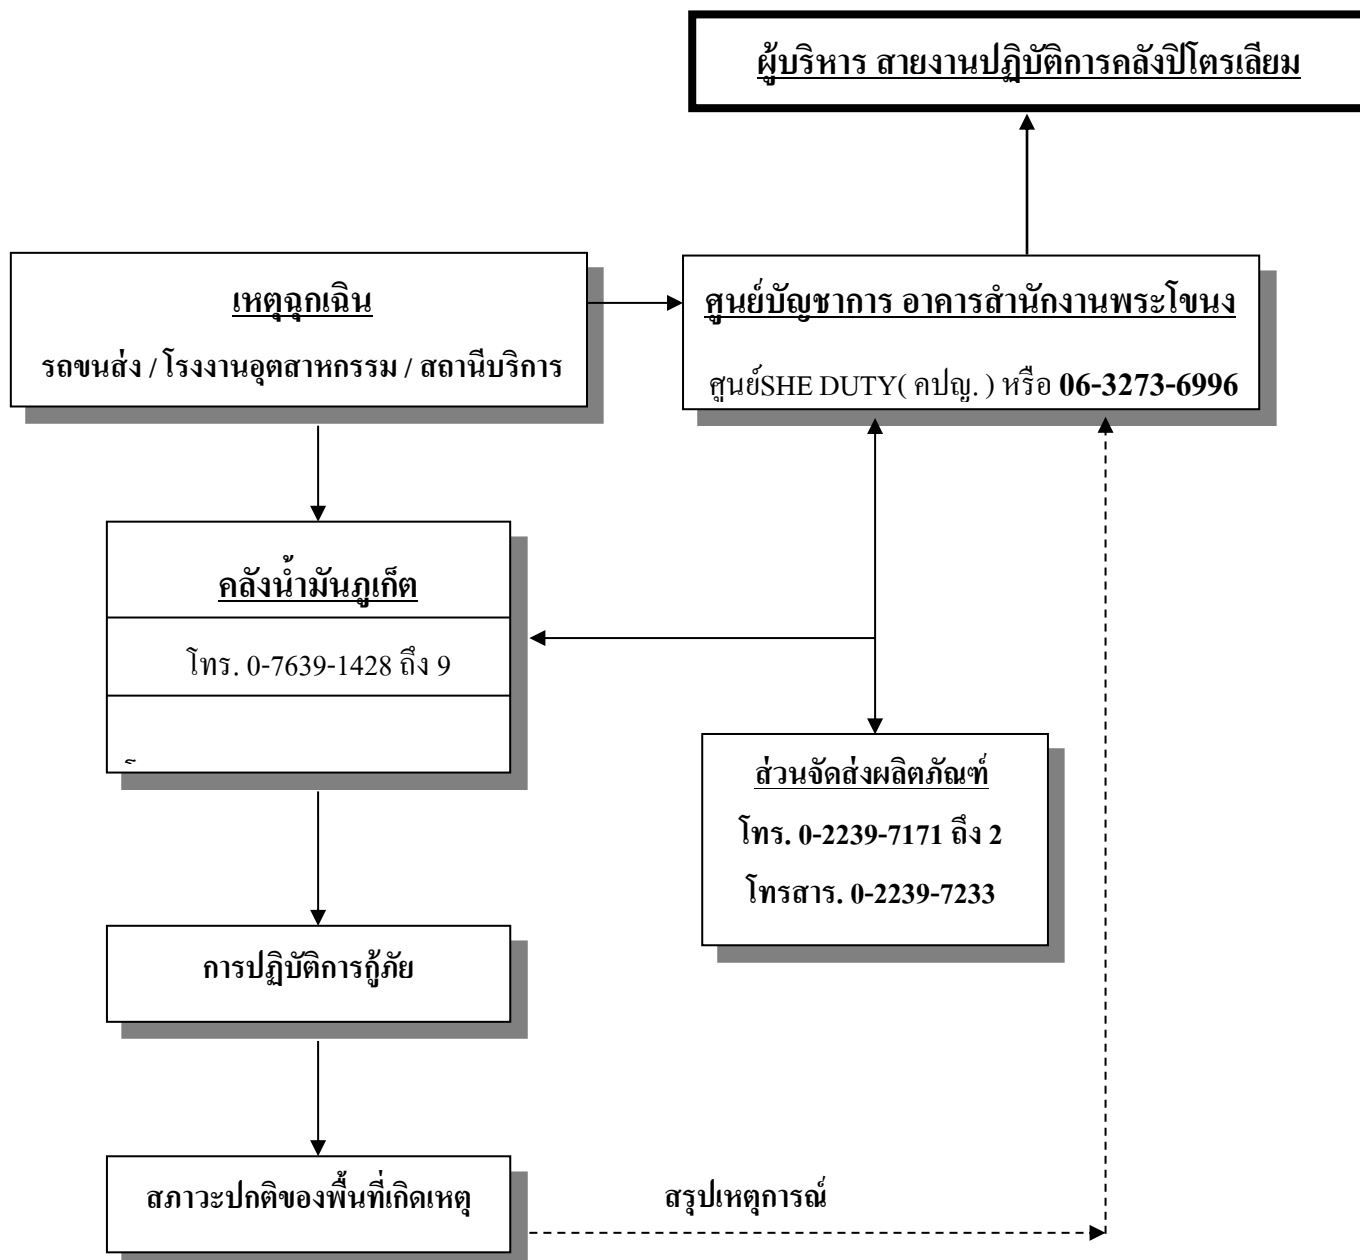 ผู้บริหาร สายงานปฏิบัติการคลังปิโตรเลียม
เหตุฉุกเฉิน
รถขนส่ง / โรงงานอุตสาหกรรม / สถานีบริการ
ศูนย์บัญชาการ อาคารสำนักงานพระโขนง
ศูนย์SHE DUTY( คปญ. ) หรือ 06-3273-6996
คลังน้ำมันภูเก็ต
โทร. 0-7639-1428 ถึง 9
ส่วนจัดส่งผลิตภัณฑ์
โทร. 0-2239-7171 ถึง 2
โทรสาร. 0-2239-7233
การปฏิบัติการกู้ภัย
สภาวะปกติของพื้นที่เกิดเหตุ
สรุปเหตุการณ์